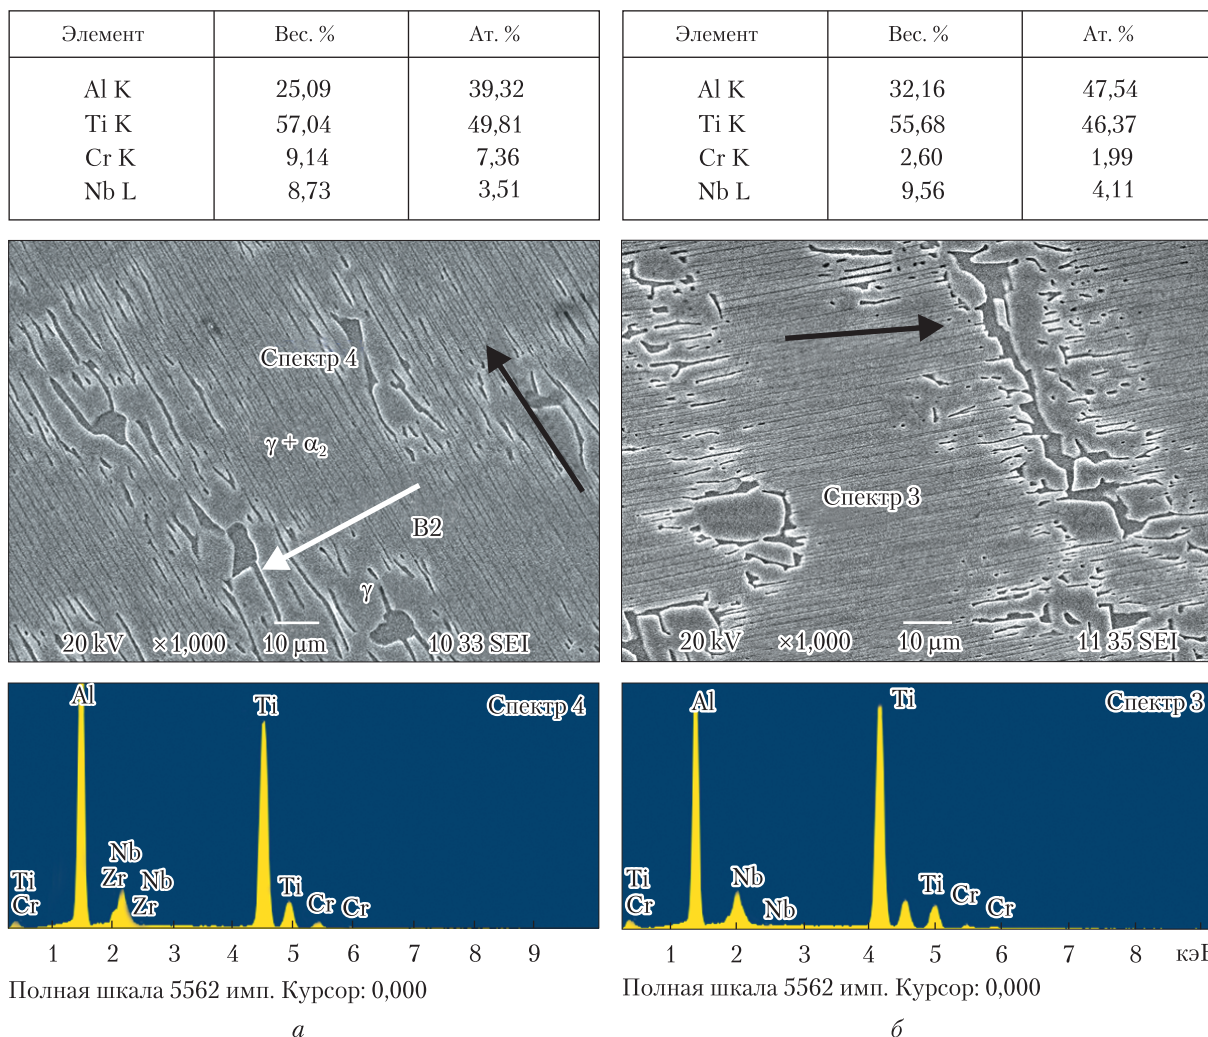 Элемент Вес. % Ат. %
Al K 25,09 39,32
Ti K 57,04 49,81
Cr K 9,14 7,36
Nb L 8,73 3,51
Элемент Вес. % Ат. %
Al K 32,16 47,54
Ti K 55,68 46,37
Cr K 2,60 1,99
Nb L 9,56 4,11
Спектр 4
γ + α₂
B2
γ
20 kV ×1,000 10 μm 10 33 SEI
Спектр 3
20 kV ×1,000 10 μm 11 35 SEI
Al Ti Спектр 4
Nb
Ti Zr Nb Ti
Cr Zr Cr Cr
1 2 3 4 5 6 7 8 9
Полная шкала 5562 имп. Курсор: 0,000
а
Al Ti Спектр 3
Ti Nb Ti Cr
Cr Nb Cr
1 2 3 4 5 6 7 8
Полная шкала 5562 имп. Курсор: 0,000
б